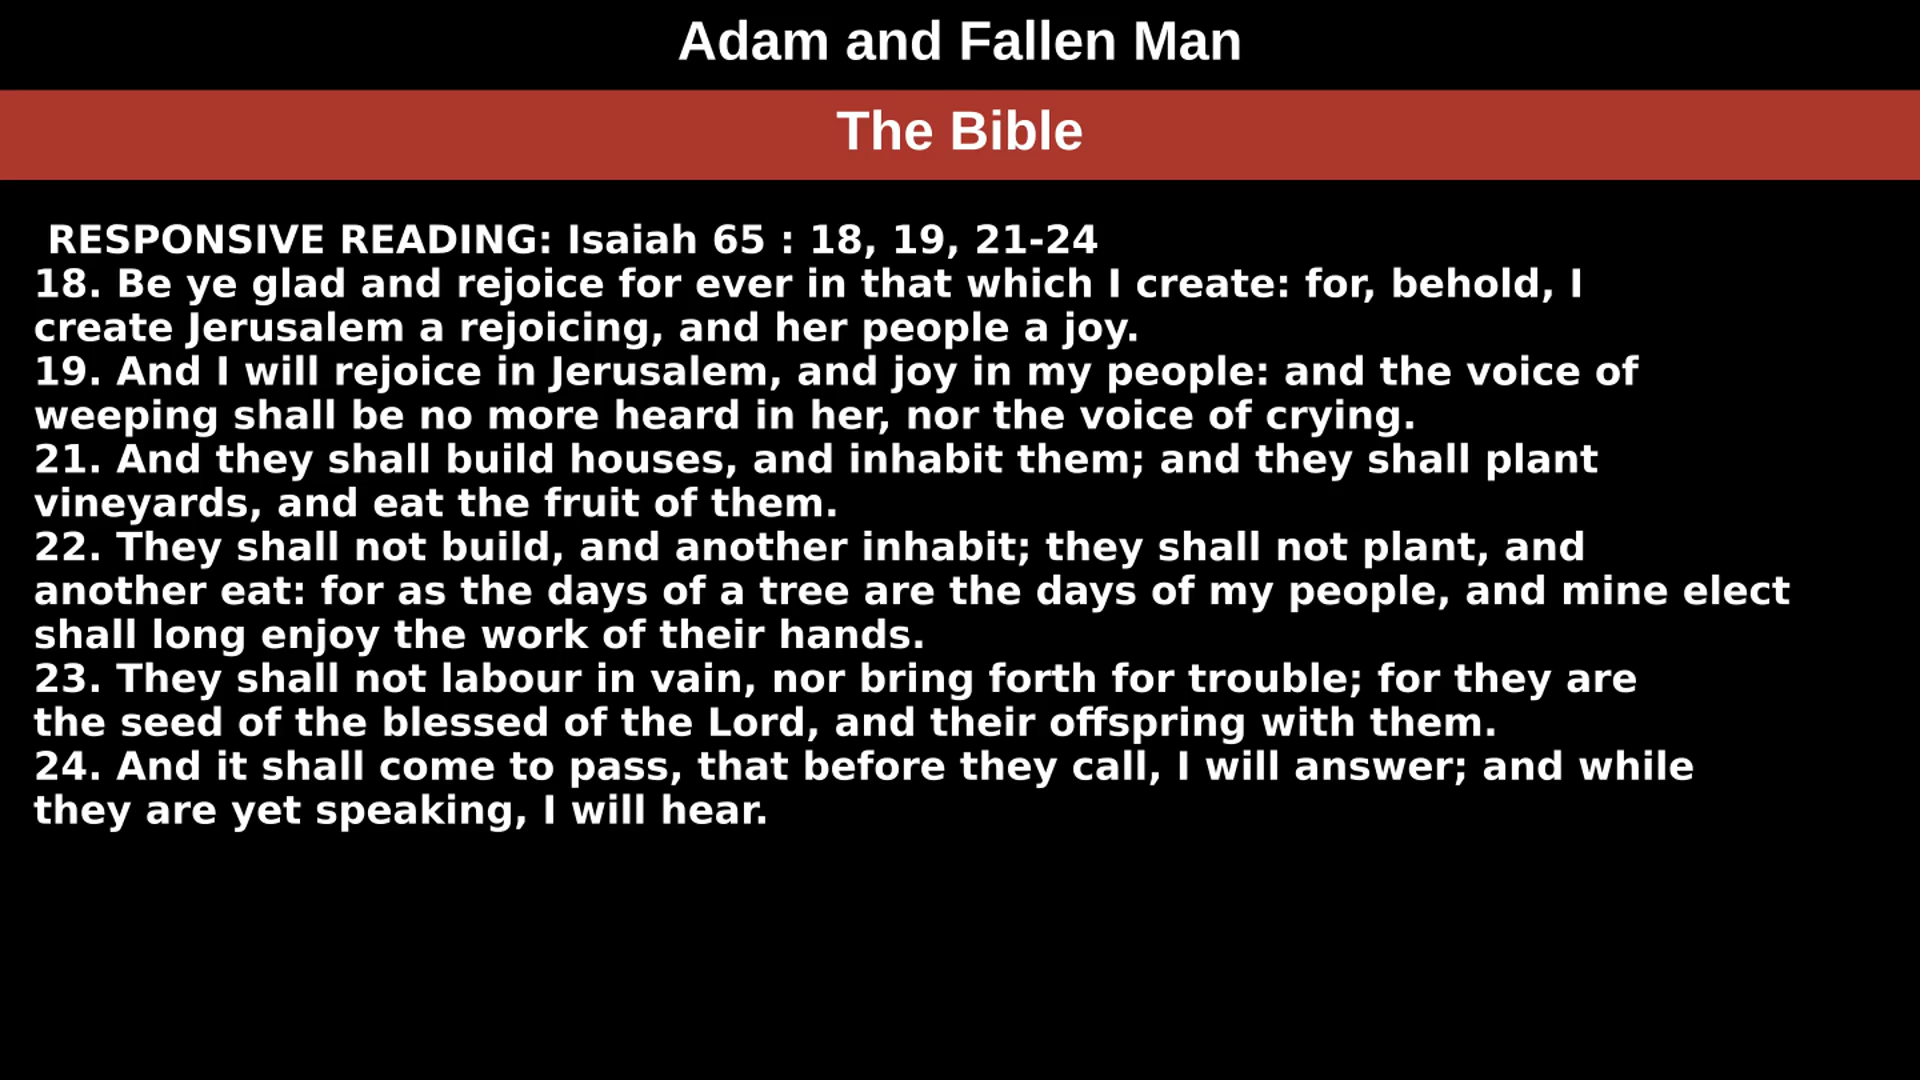 Adam and Fallen Man
The Bible
RESPONSIVE READING: Isaiah 65 : 18, 19, 21-24
18. Be ye glad and rejoice for ever in that which I create: for, behold, I
create Jerusalem a rejoicing, and her people a joy.
19. And I will rejoice in Jerusalem, and joy in my people: and the voice of
weeping shall be no more heard in her, nor the voice of crying.
21. And they shall build houses, and inhabit them; and they shall plant
vineyards, and eat the fruit of them.
22. They shall not build, and another inhabit; they shall not plant, and
another eat: for as the days of a tree are the days of my people, and mine elect
shall long enjoy the work of their hands.
23. They shall not labour in vain, nor bring forth for trouble; for they are
the seed of the blessed of the Lord, and their offspring with them.
24. And it shall come to pass, that before they call, I will answer; and while
they are yet speaking, I will hear.